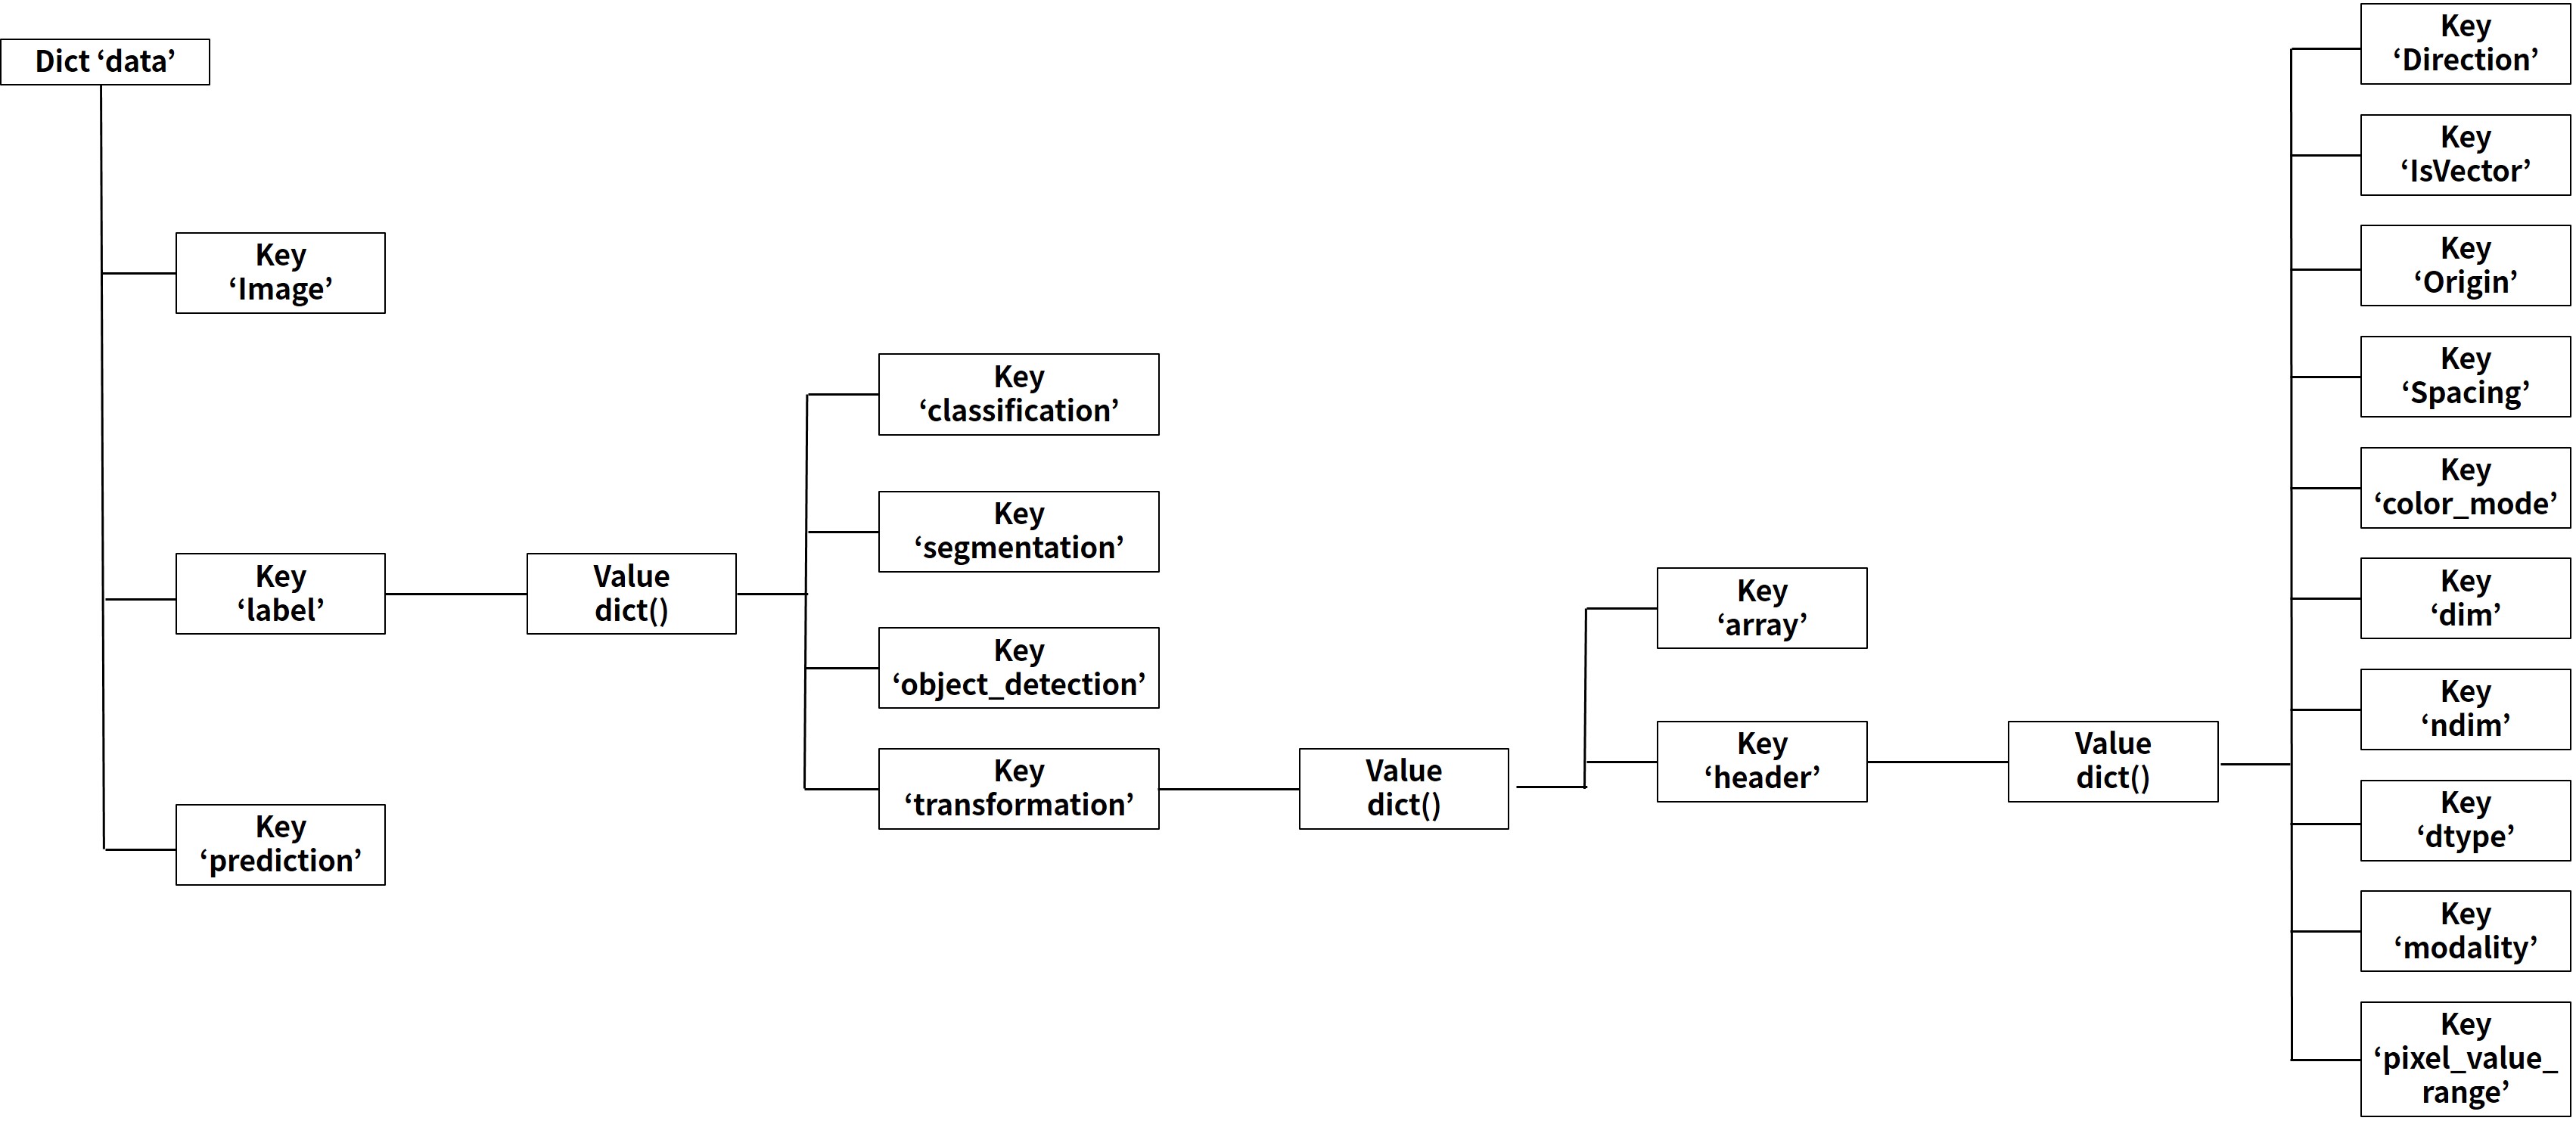 Dict ‘data’
Key
‘Image’
Key
‘label’
Key
‘prediction’
Value
dict()
Key
‘classification’
Key
‘segmentation’
Key
‘object_detection’
Key
‘transformation’
Value
dict()
Key
‘array’
Key
‘header’
Value
dict()
Key
‘Direction’
Key
‘IsVector’
Key
‘Origin’
Key
‘Spacing’
Key
‘color_mode’
Key
‘dim’
Key
‘ndim’
Key
‘dtype’
Key
‘modality’
Key
‘pixel_value_
range’